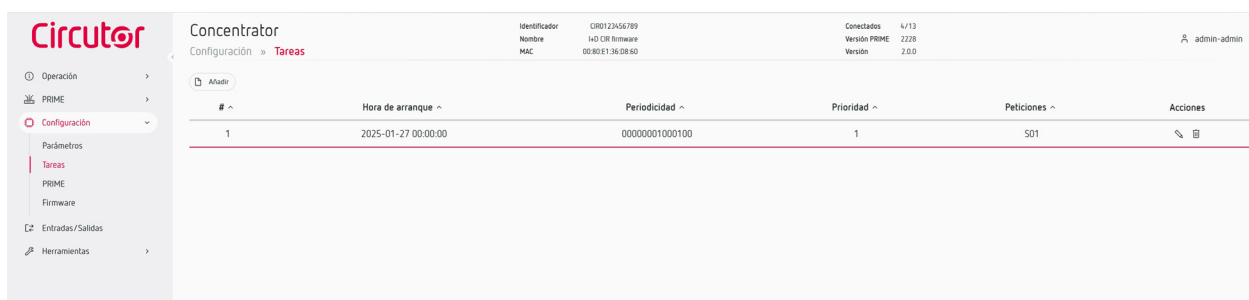 Circutor
Concentrator
Configuración » Tareas
Identificador CIR0123456789
Nombre I+D CIR firmware
MAC 00:80:E1:36:D8:60
Conectados 4/13
Versión PRIME 2228
Versión 2.0.0
admin-admin
Operación
PRIME
Configuración
Parámetros
Tareas
PRIME
Firmware
Entradas/Salidas
Herramientas
Añadir
# Hora de arranque Periodicidad Prioridad Peticiones Acciones
1 2025-01-27 00:00:00 00000001000100 1 S01